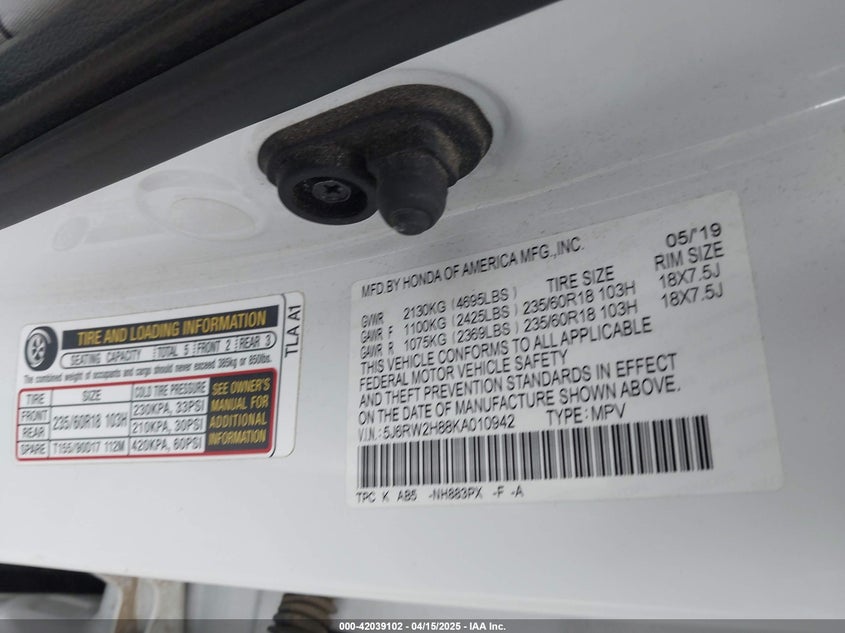 MFD.BY HONDA OF AMERICA MFG.,INC. 05/'19
TIRE SIZE RIM SIZE
GVWR 2130KG (4695LBS)
GAWR F 1100KG (2425LBS) 235/60R18 103H 18X7.5J
GAWR R 1075KG (2369LBS) 235/60R18 103H 18X7.5J
THIS VEHICLE CONFORMS TO ALL APPLICABLE
FEDERAL MOTOR VEHICLE SAFETY
AND THEFT PREVENTION STANDARDS IN EFFECT
ON THE DATE OF MANUFACTURE SHOWN ABOVE.
V.I.N.: 5J6RW2H88KA010942 TYPE: MPV
TPC K AB5 -NH883PX -F -A
TIRE AND LOADING INFORMATION
SEATING CAPACITY TOTAL 5 FRONT 2 REAR 3
The combined weight of occupants and cargo should never exceed 385kg or 850lbs.
TIRE SIZE COLD TIRE PRESSURE
FRONT 235/60R18 103H 230KPA, 33PSI
REAR 210KPA, 30PSI
SPARE T155/90D17 112M 420KPA, 60PSI
SEE OWNER'S
MANUAL FOR
ADDITIONAL
INFORMATION
TLA A1
000-42039102 - 04/15/2025 - IAA Inc.